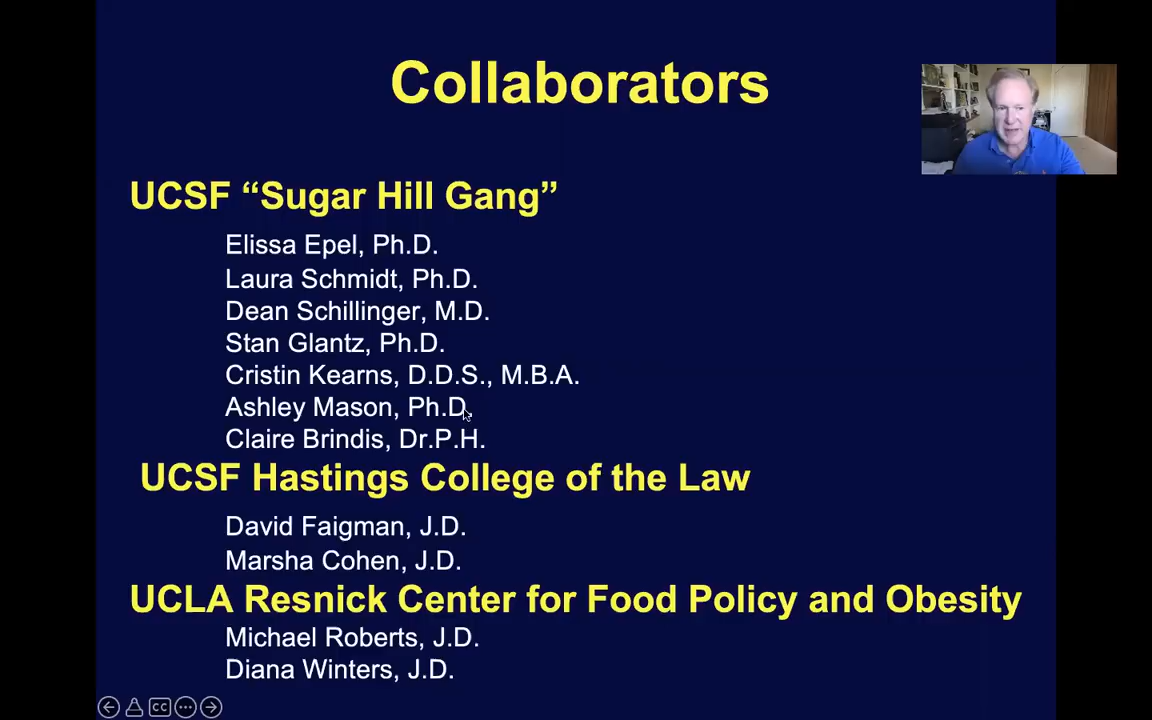 Collaborators
UCSF “Sugar Hill Gang”
Elissa Epel, Ph.D.
Laura Schmidt, Ph.D.
Dean Schillinger, M.D.
Stan Glantz, Ph.D.
Cristin Kearns, D.D.S., M.B.A.
Ashley Mason, Ph.D.
Claire Brindis, Dr.P.H.
UCSF Hastings College of the Law
David Faigman, J.D.
Marsha Cohen, J.D.
UCLA Resnick Center for Food Policy and Obesity
Michael Roberts, J.D.
Diana Winters, J.D.
CC